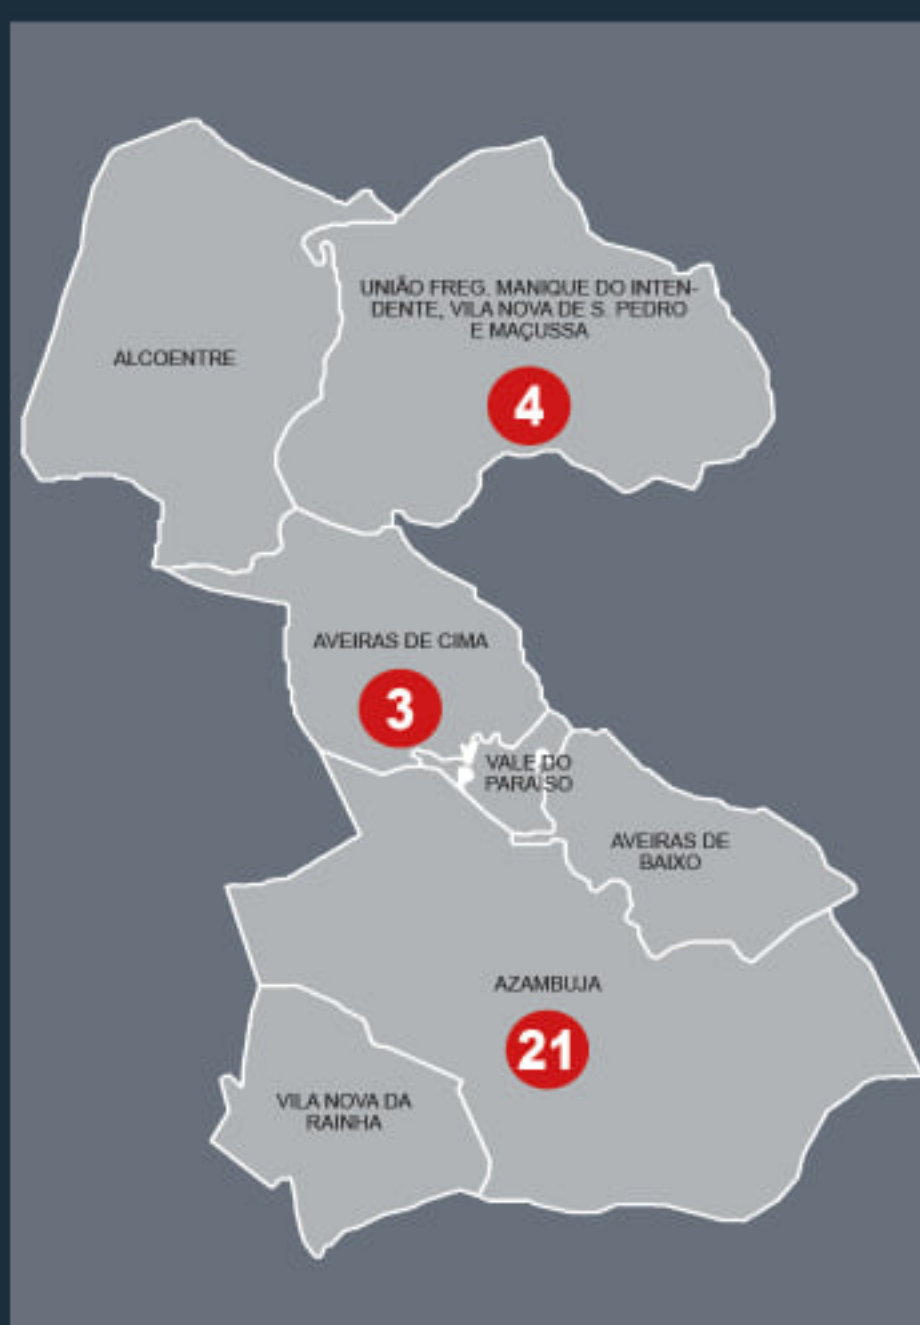 UNIÃO FREG. MANIQUE DO INTEN-
DENTE, VILA NOVA DE S. PEDRO
E MAÇUSSA
ALCOENTRE
4
AVEIRAS DE CIMA
3
VALE DO
PARAISO
AVEIRAS DE
BAIXO
AZAMBUJA
21
VILA NOVA DA
RAINHA